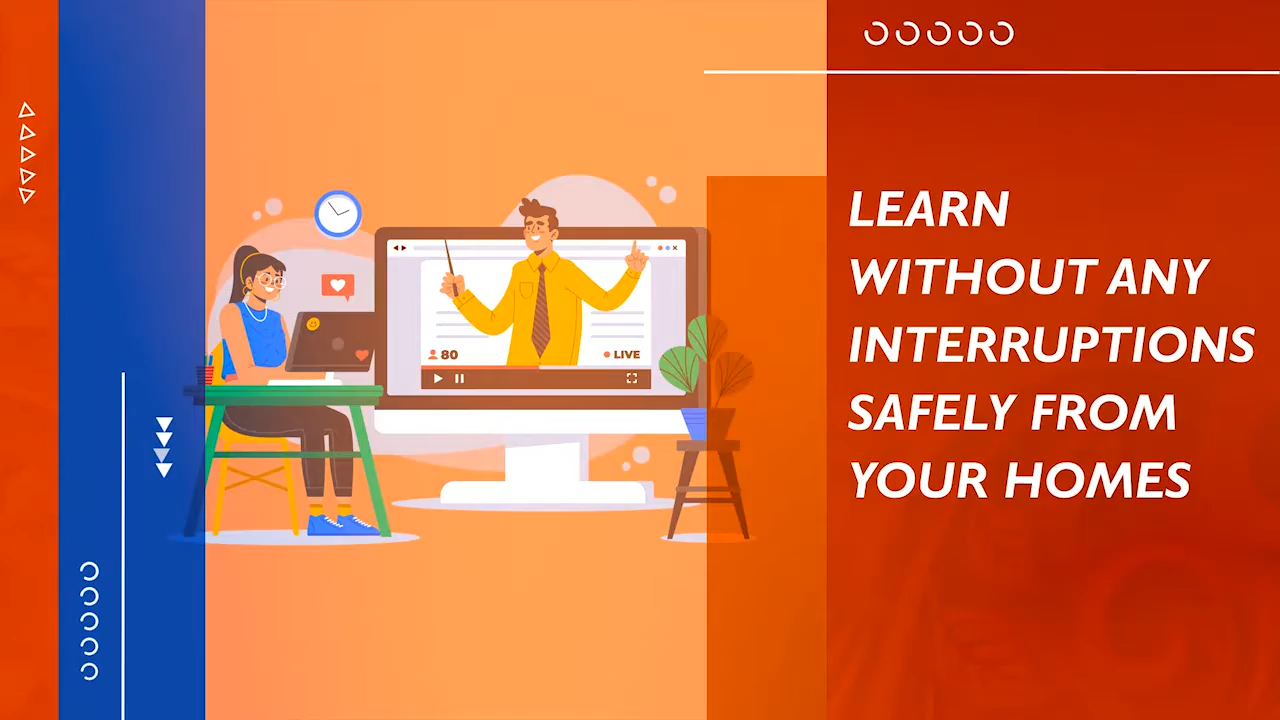 LEARN
WITHOUT ANY
INTERRUPTIONS
SAFELY FROM
YOUR HOMES
80
LIVE